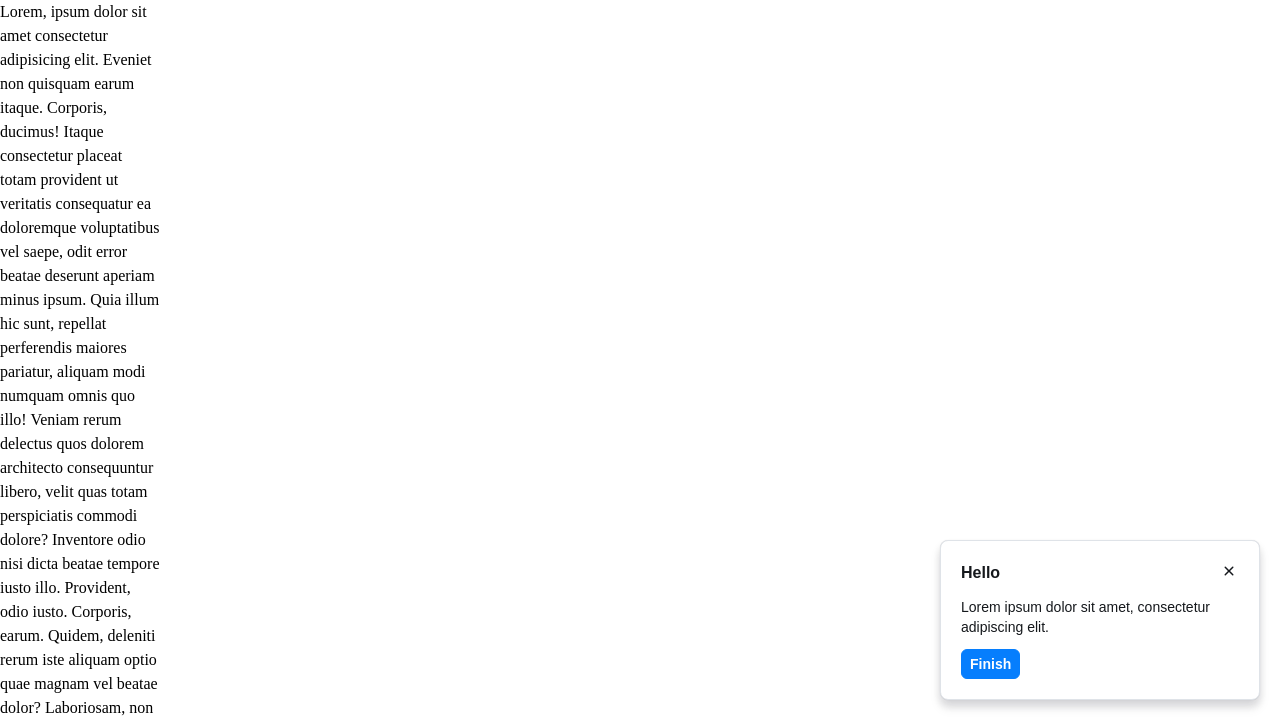 Lorem, ipsum dolor sit
amet consectetur
adipisicing elit. Eveniet
non quisquam earum
itaque. Corporis,
ducimus! Itaque
consectetur placeat
totam provident ut
veritatis consequatur ea
doloremque voluptatibus
vel saepe, odit error
beatae deserunt aperiam
minus ipsum. Quia illum
hic sunt, repellat
perferendis maiores
pariatur, aliquam modi
numquam omnis quo
illo! Veniam rerum
delectus quos dolorem
architecto consequuntur
libero, velit quas totam
perspiciatis commodi
dolore? Inventore odio
nisi dicta beatae tempore
iusto illo. Provident,
odio iusto. Corporis,
earum. Quidem, deleniti
rerum iste aliquam optio
quae magnam vel beatae
dolor? Laboriosam, non
Hello
Lorem ipsum dolor sit amet, consectetur
adipiscing elit.
Finish